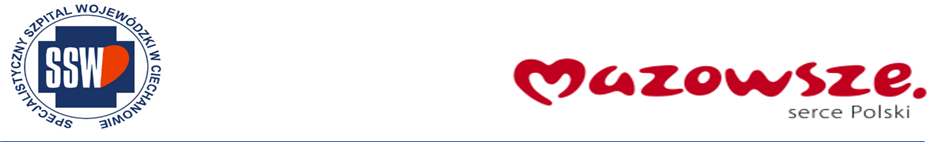 SPECJALISTYCZNY SZPITAL WOJEWÓDZKI W CIECHANOWIE
SSW
Mazowsze.
serce Polski